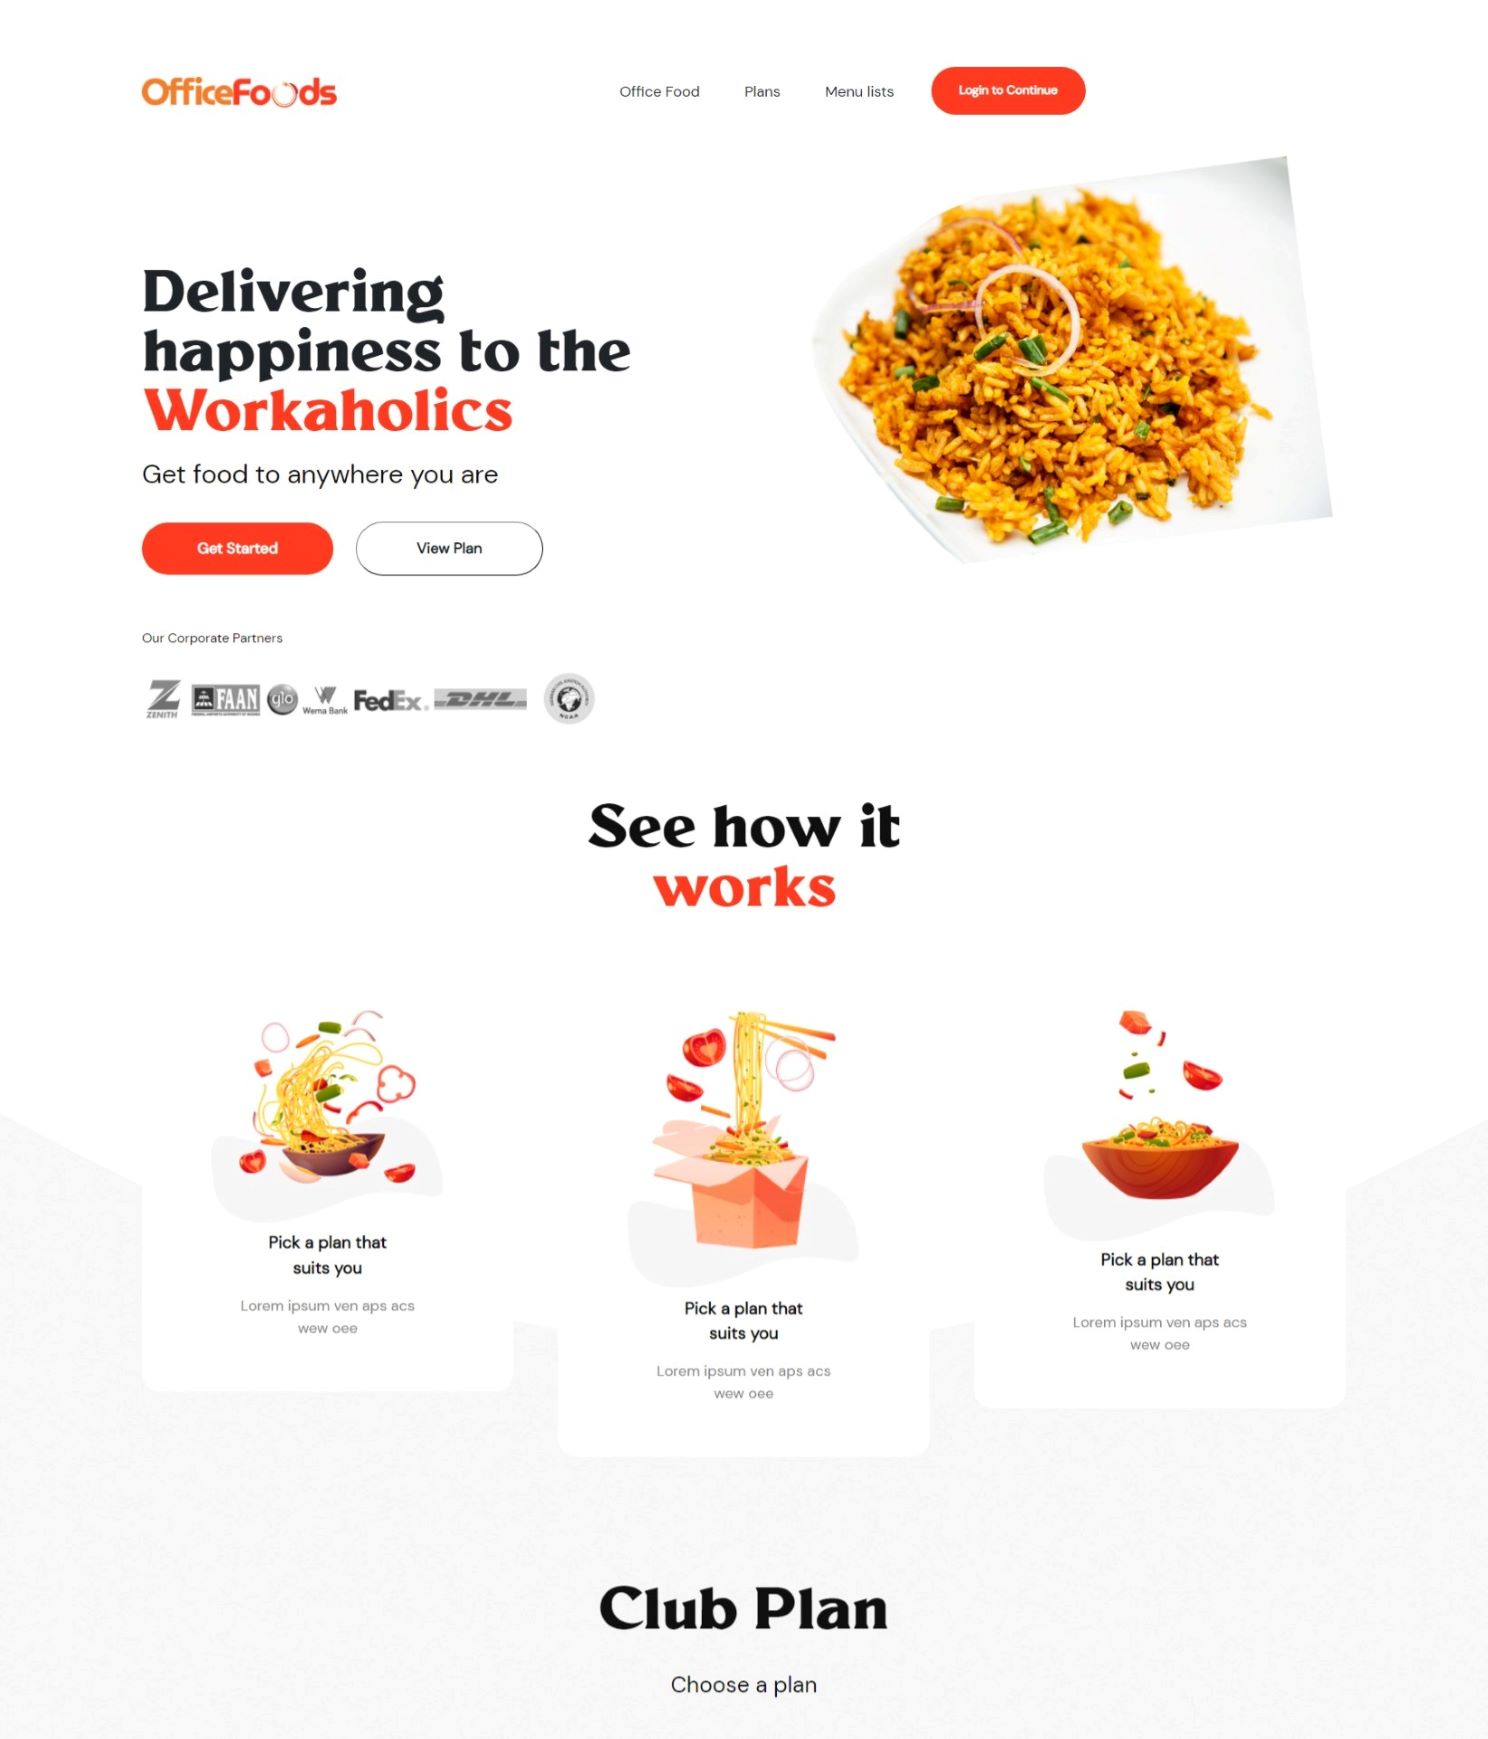 OfficeFoods
Office Food
Plans
Menu lists
Login to Continue
Delivering
happiness to the
Workaholics
Get food to anywhere you are
Get Started
View Plan
Our Corporate Partners
ZENITH
FAAN
glo
Wema Bank
FedEx
DHL
NCAA
See how it
works
Pick a plan that
suits you
Lorem ipsum ven aps acs
wew oee
Pick a plan that
suits you
Lorem ipsum ven aps acs
wew oee
Pick a plan that
suits you
Lorem ipsum ven aps acs
wew oee
Club Plan
Choose a plan